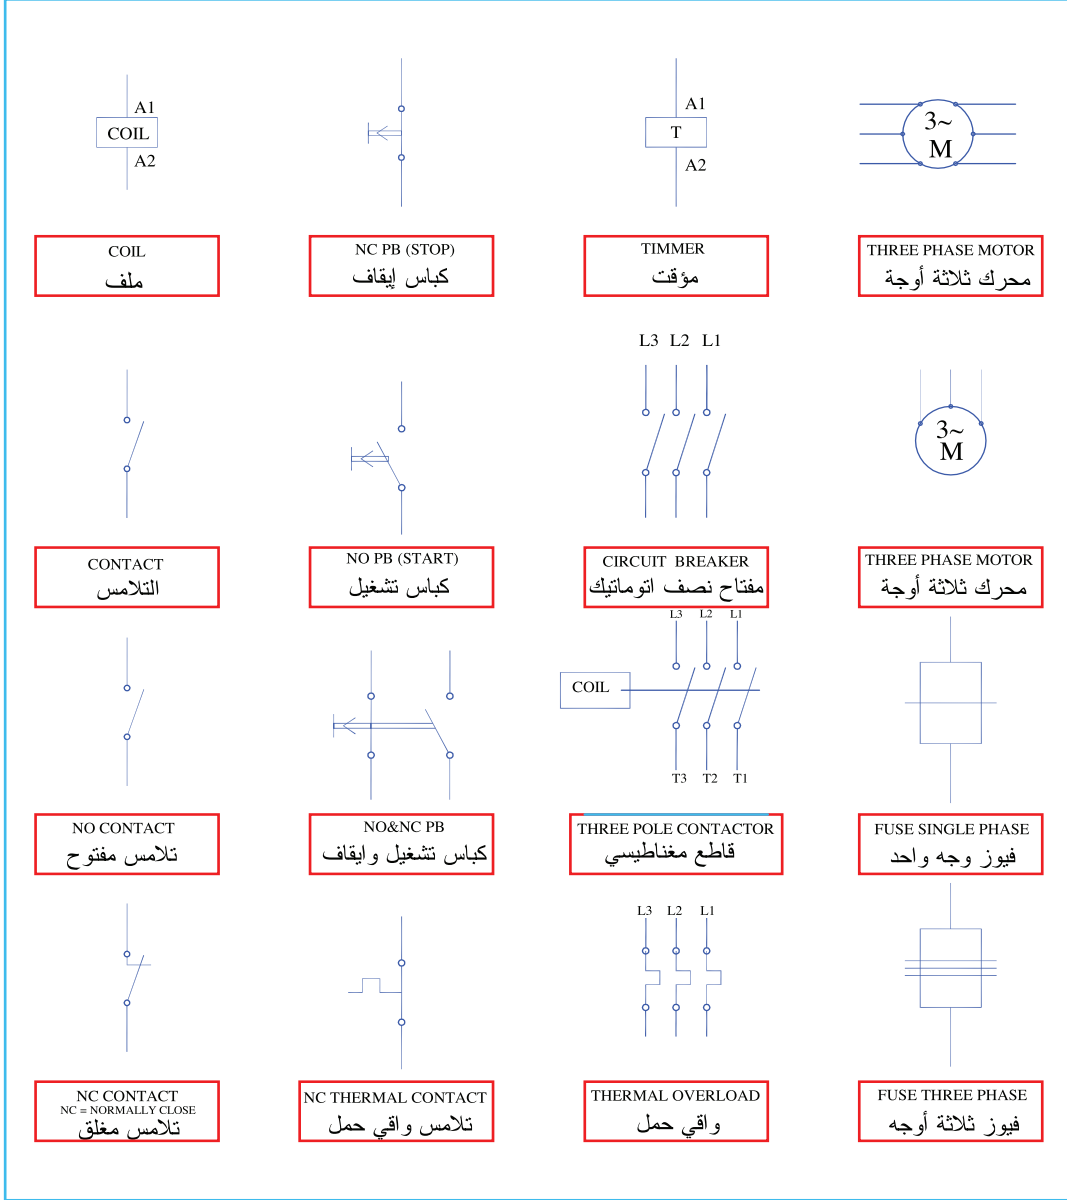 A1
COIL
A2
COIL
ملف
NC PB (STOP)
كباس إيقاف
A1
T
A2
TIMMER
مؤقت
3~
M
THREE PHASE MOTOR
محرك ثلاثة أوجة
CONTACT
التلامس
NO PB (START)
كباس تشغيل
L3 L2 L1
CIRCUIT BREAKER
مفتاح نصف اتوماتيك
3~
M
THREE PHASE MOTOR
محرك ثلاثة أوجة
NO CONTACT
تلامس مفتوح
NO&NC PB
كباس تشغيل وايقاف
L3 L2 L1
COIL
T3 T2 T1
THREE POLE CONTACTOR
قاطع مغناطيسي
FUSE SINGLE PHASE
فيوز وجه واحد
NC CONTACT
NC = NORMALLY CLOSE
تلامس مغلق
NC THERMAL CONTACT
تلامس واقي حمل
L3 L2 L1
THERMAL OVERLOAD
واقي حمل
FUSE THREE PHASE
فيوز ثلاثة أوجه